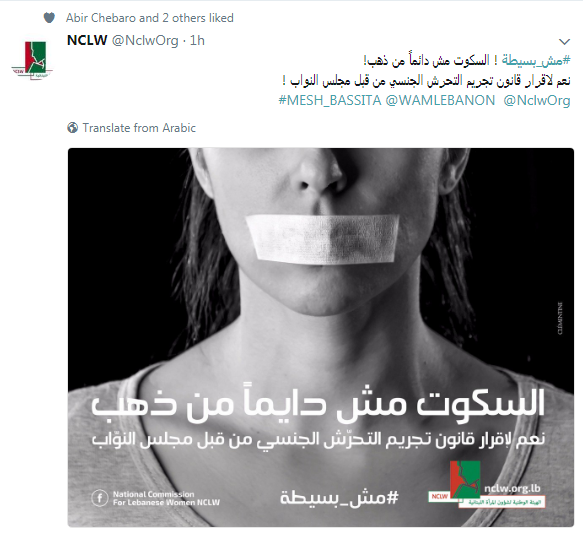 Abir Chebaro and 2 others liked
NCLW @NclwOrg · 1h
#مش_بسيطة ! السكوت مش دائماً من ذهب!
نعم لاقرار قانون تجريم التحرش الجنسي من قبل مجلس النواب !
#MESH_BASSITA @WAMLEBANON @NclwOrg
Translate from Arabic
CLÉMENTINE
السكوت مش دايماً من ذهب
نعم لاقرار قانون تجريم التحرّش الجنسي من قبل مجلس النوّاب
National Commission
For Lebanese Women NCLW
#مش_بسيطة
NCLW
nclw.org.lb
الهيئة الوطنية لشؤون المرأة اللبنانية